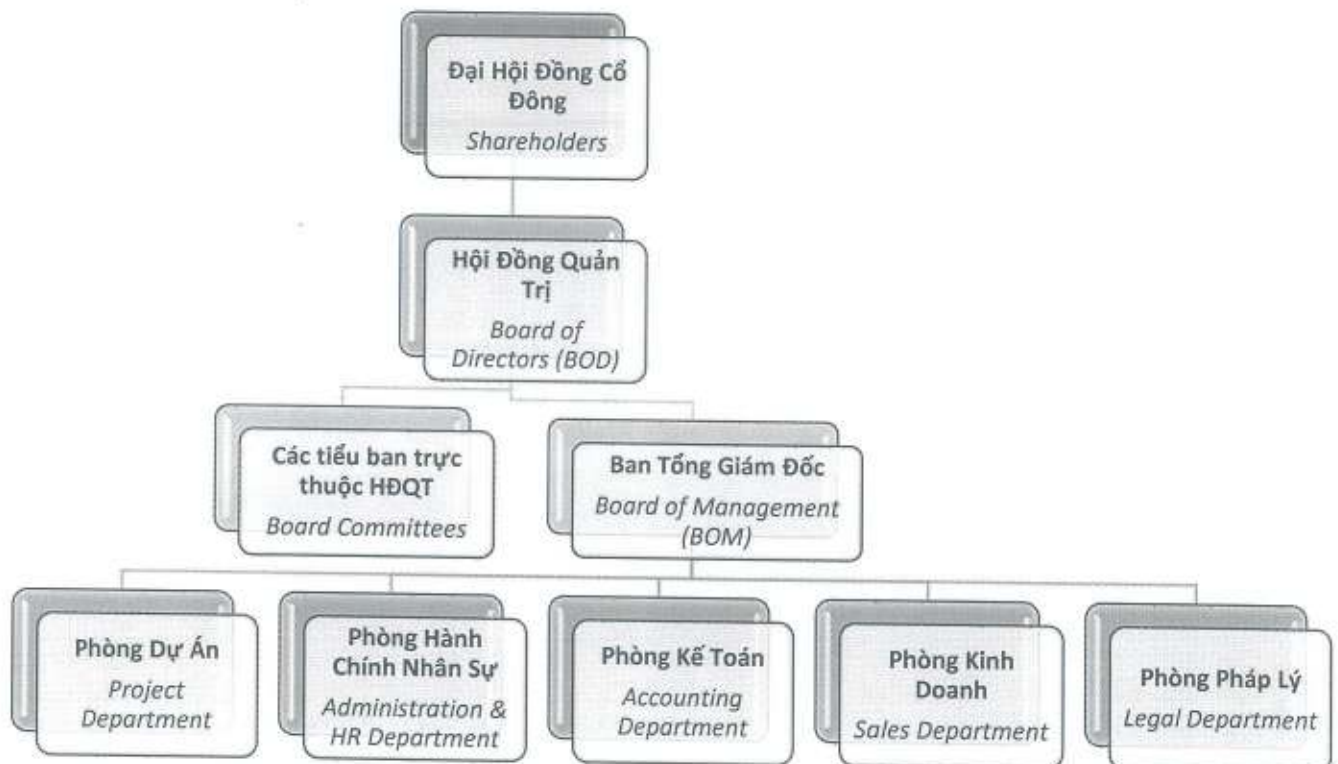 Đại Hội Đồng Cổ
Đông
Shareholders
Hội Đồng Quản
Trị
Board of
Directors (BOD)
Các tiểu ban trực
thuộc HĐQT
Board Committees
Ban Tổng Giám Đốc
Board of Management
(BOM)
Phòng Dự Án
Project
Department
Phòng Hành
Chính Nhân Sự
Administration &
HR Department
Phòng Kế Toán
Accounting
Department
Phòng Kinh
Doanh
Sales Department
Phòng Pháp Lý
Legal Department